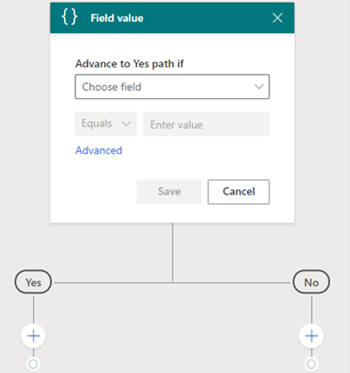 {} Field value
Advance to Yes path if
Choose field
Equals Enter value
Advanced
Save Cancel
Yes No